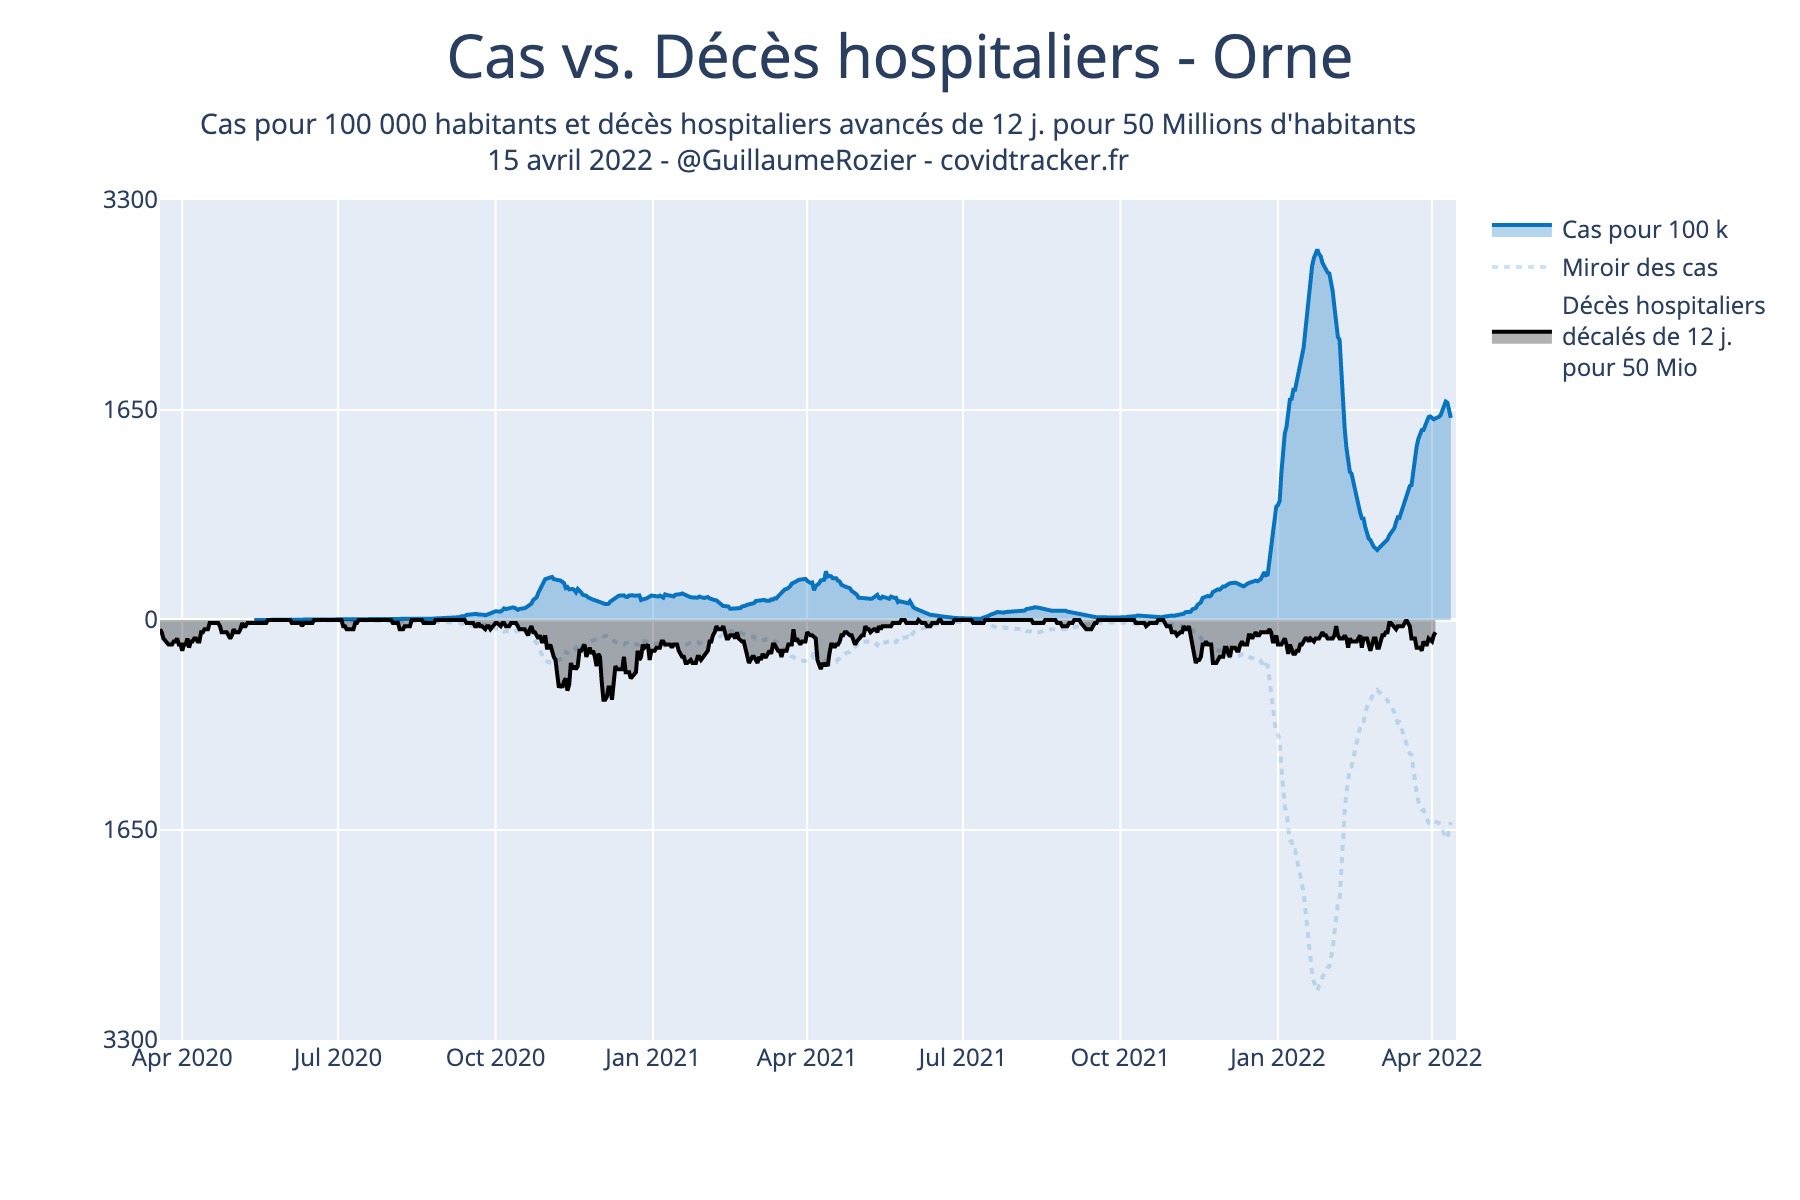 Cas vs. Décès hospitaliers - Orne
Cas pour 100 000 habitants et décès hospitaliers avancés de 12 j. pour 50 Millions d'habitants
15 avril 2022 - @GuillaumeRozier - covidtracker.fr
3300
1650
0
1650
3300
Apr 2020 Jul 2020 Oct 2020 Jan 2021 Apr 2021 Jul 2021 Oct 2021 Jan 2022 Apr 2022
Cas pour 100 k
Miroir des cas
Décès hospitaliers
décalés de 12 j.
pour 50 Mio